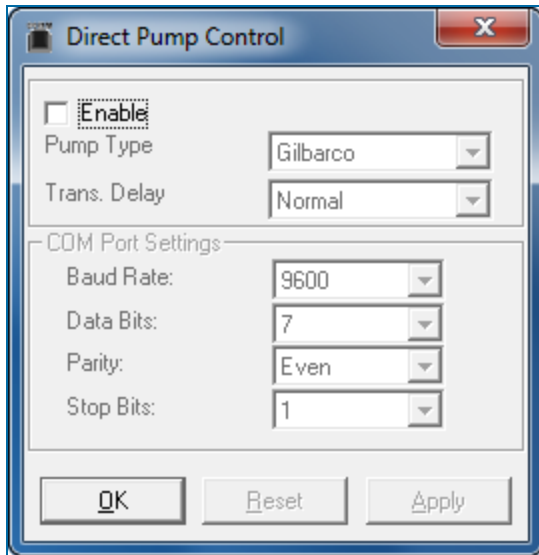 Direct Pump Control
Enable
Pump Type Gilbarco
Trans. Delay Normal
COM Port Settings
Baud Rate: 9600
Data Bits: 7
Parity: Even
Stop Bits: 1
OK Reset Apply